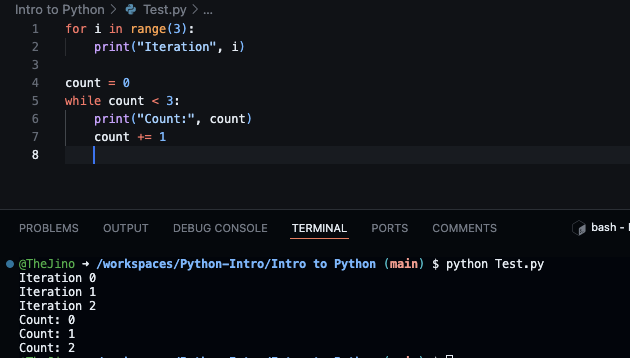 Intro to Python > Test.py > ...
1 for i in range(3):
2     print("Iteration", i)
3
4 count = 0
5 while count < 3:
6     print("Count:", count)
7     count += 1
8
PROBLEMS OUTPUT DEBUG CONSOLE TERMINAL PORTS COMMENTS bash -
@TheJino ➜ /workspaces/Python-Intro/Intro to Python (main) $ python Test.py
Iteration 0
Iteration 1
Iteration 2
Count: 0
Count: 1
Count: 2